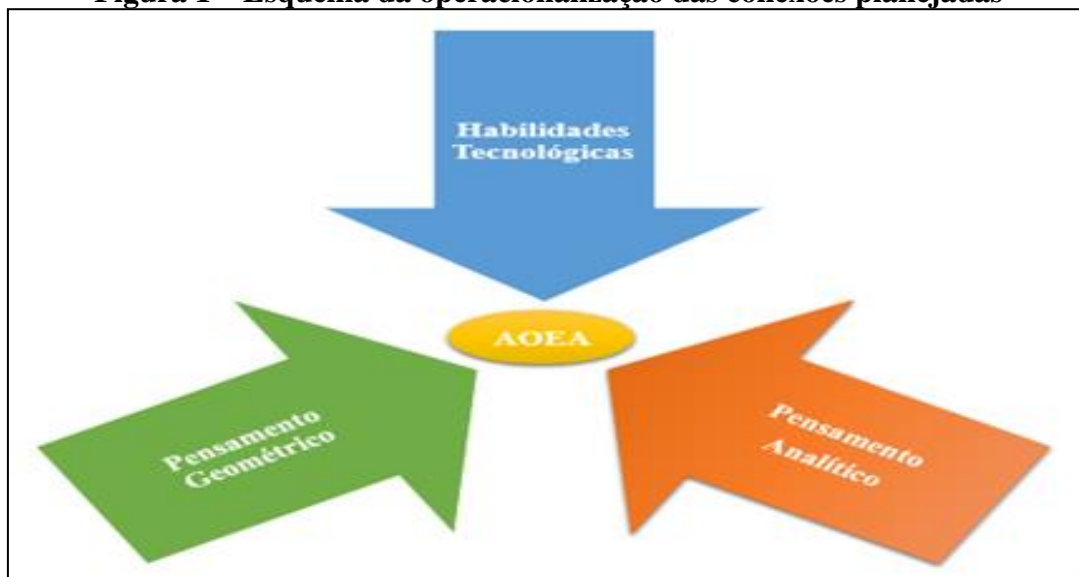 Figura 1 – Esquema da operacionalização das conexões planejadas
Habilidades
Tecnológicas
AOEA
Pensamento
Geométrico
Pensamento
Analítico